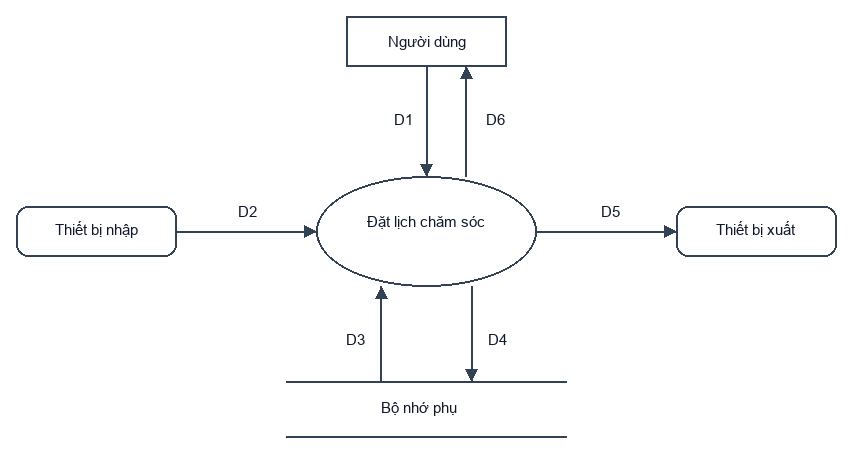 Người dùng
D1
D6
D2
D5
Thiết bị nhập
Đặt lịch chăm sóc
Thiết bị xuất
D3
D4
Bộ nhớ phụ